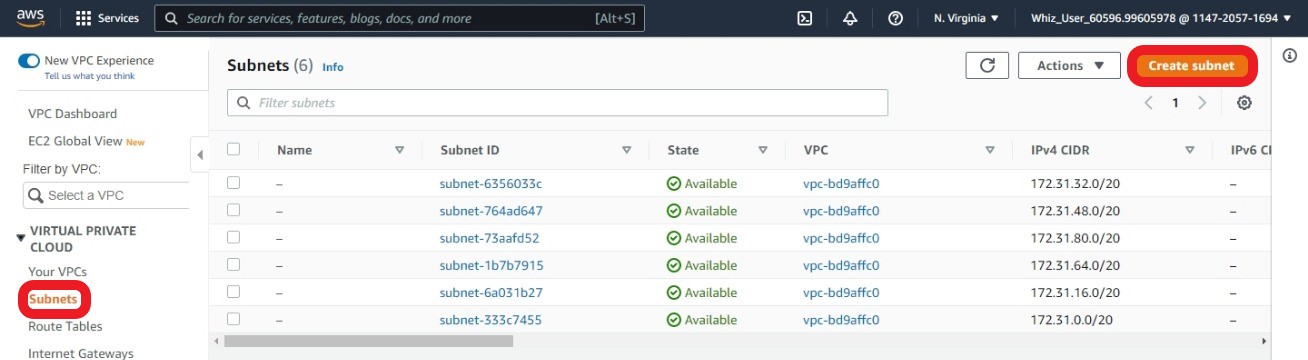 aws Services Search for services, features, blogs, docs, and more [Alt+S] N. Virginia ▼ Whiz_User_60596.99605978 @ 1147-2057-1694 ▼
New VPC Experience
Tell us what you think
VPC Dashboard
EC2 Global View New
Filter by VPC:
Select a VPC
VIRTUAL PRIVATE
CLOUD
Your VPCs
Subnets
Route Tables
Internet Gateways
Subnets (6) Info
Actions ▼ Create subnet
Filter subnets
1
Name Subnet ID State VPC IPv4 CIDR IPv6 CI
– subnet-6356033c Available vpc-bd9affc0 172.31.32.0/20 –
– subnet-764ad647 Available vpc-bd9affc0 172.31.48.0/20 –
– subnet-73aafd52 Available vpc-bd9affc0 172.31.80.0/20 –
– subnet-1b7b7915 Available vpc-bd9affc0 172.31.64.0/20 –
– subnet-6a031b27 Available vpc-bd9affc0 172.31.16.0/20 –
– subnet-333c7455 Available vpc-bd9affc0 172.31.0.0/20 –